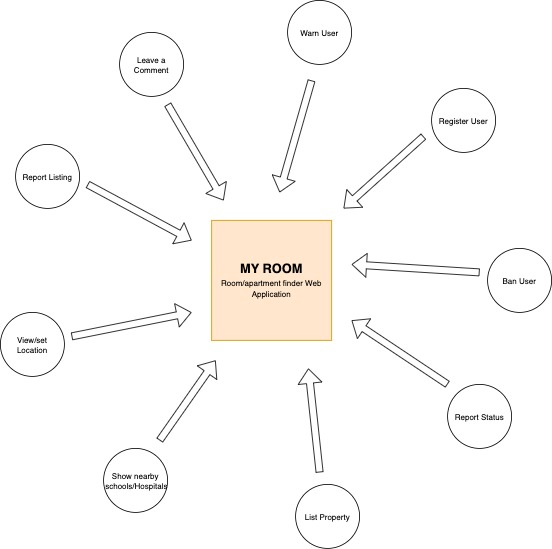 Warn User
Leave a
Comment
Register User
Report Listing
MY ROOM
Room/apartment finder Web
Application
Ban User
View/set
Location
Report Status
Show nearby
schools/Hospitals
List Property